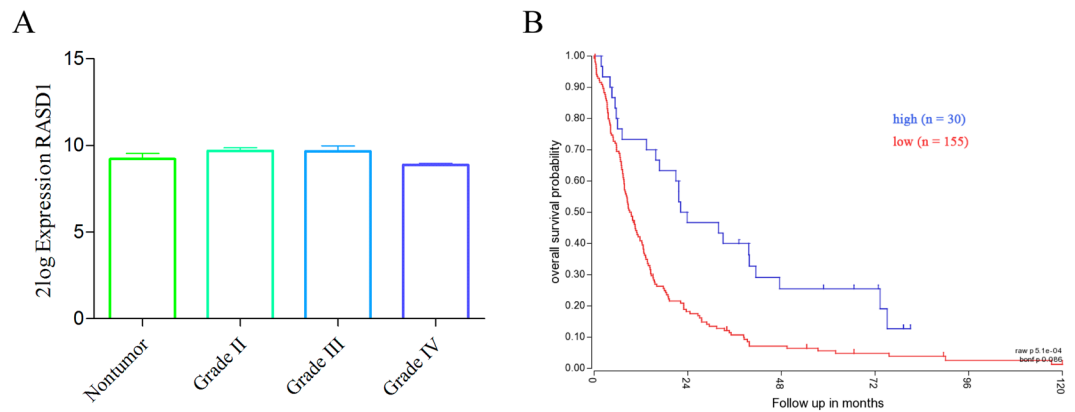 A
2log Expression RASD1
15
10
5
0
Nontumor
Grade II
Grade III
Grade IV
B
overall survival probability
1.00
0.90
0.80
0.70
0.60
0.50
0.40
0.30
0.20
0.10
0.00
high (n = 30)
low (n = 155)
raw p 5.1e-04
bonf p 0.086
0
24
48
72
96
120
Follow up in months